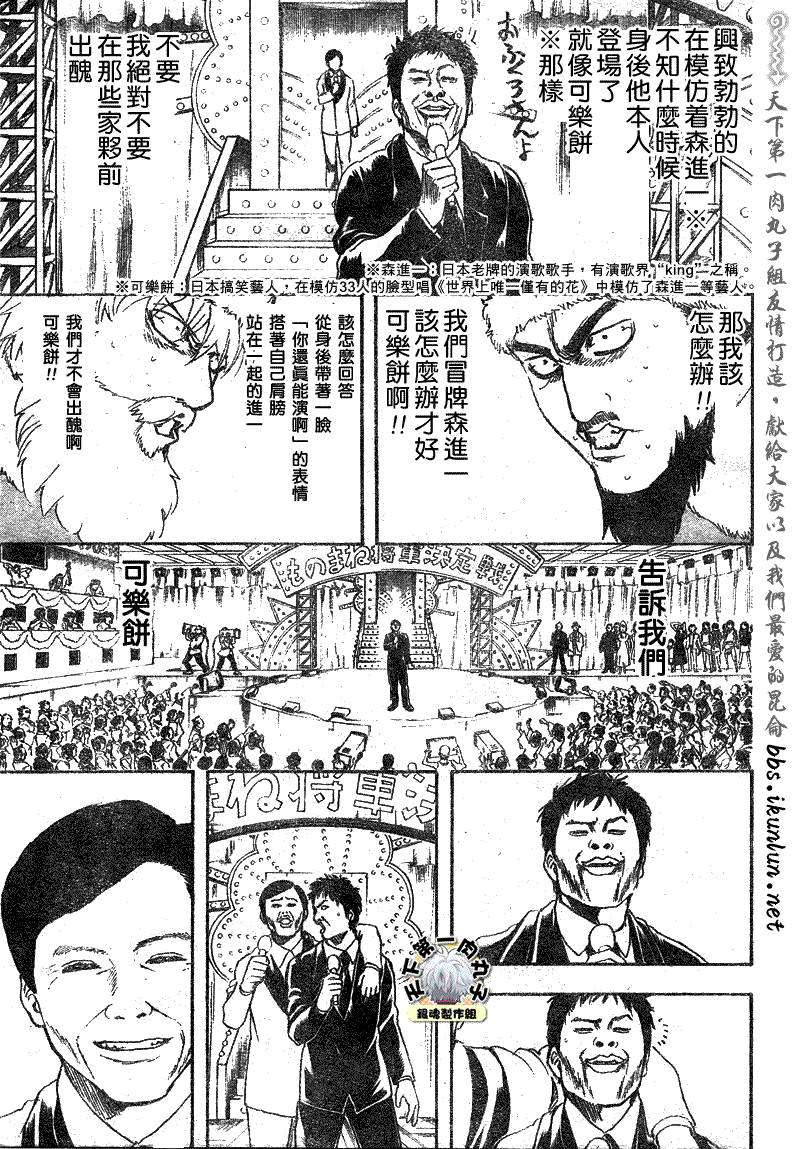 興致勃勃的
在模仿着森進一※
不知什麼時候
身後他本人
登場了
就像可樂餅
※那樣
おふくろさんよ
不要
我絕對不要
在那些家夥前
出醜
※森進一：日本老牌的演歌歌手，有演歌界“king”之稱。
※可樂餅：日本搞笑藝人，在模仿33人的臉型唱《世界上唯一僅有的花》中模仿了森進一等藝人。
那我該
怎麼辦!!
我們冒牌森進一
該怎麼辦才好
可樂餅啊!!
該怎麼回答
從身後帶著一臉
「你還真能演啊」的表情
搭著自己肩膀
站在一起的進一
我們才不會出醜啊
可樂餅!!
告訴我們
可樂餅
ものまね将軍決定戦
まね将軍決
天下第一肉丸子
銀魂製作組
天下第一肉丸子組友情打造，獻給大家以及我們最愛的昆侖 bbs.ikunlun.net